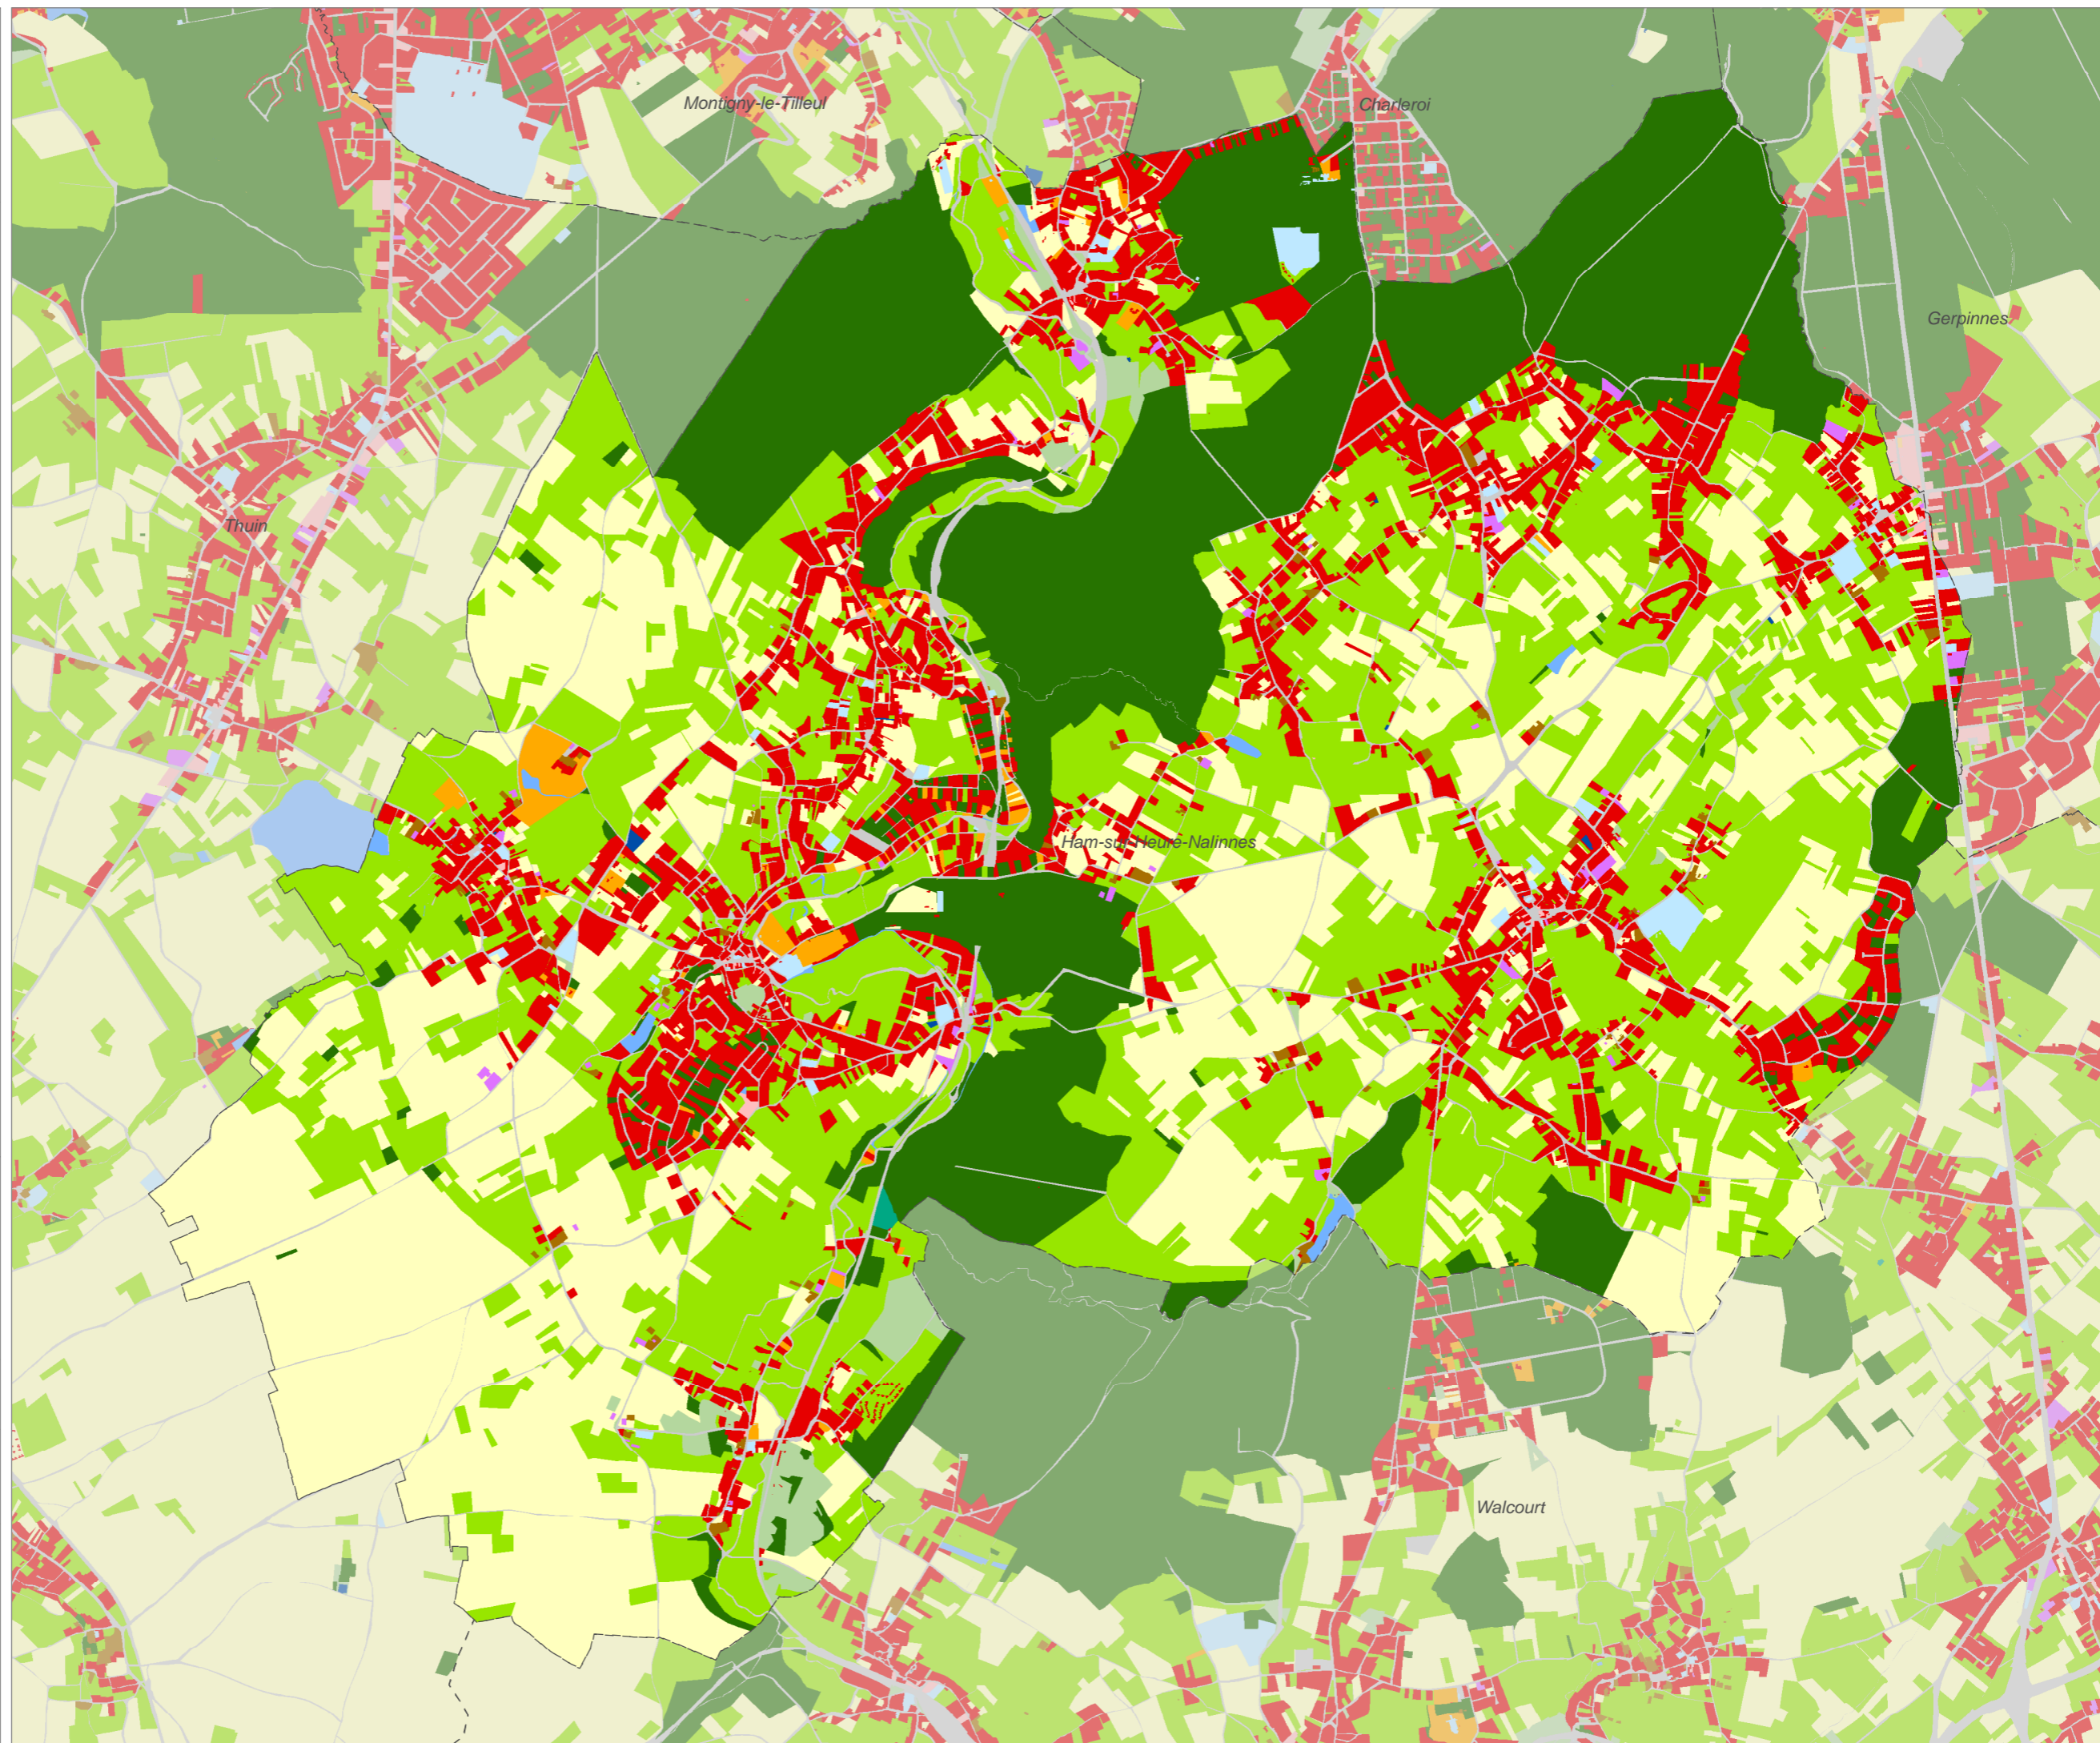 Montigny-le-Tilleul
Charleroi
Gerpinnes
Thuin
Ham-sur-Heure-Nalinnes
Walcourt